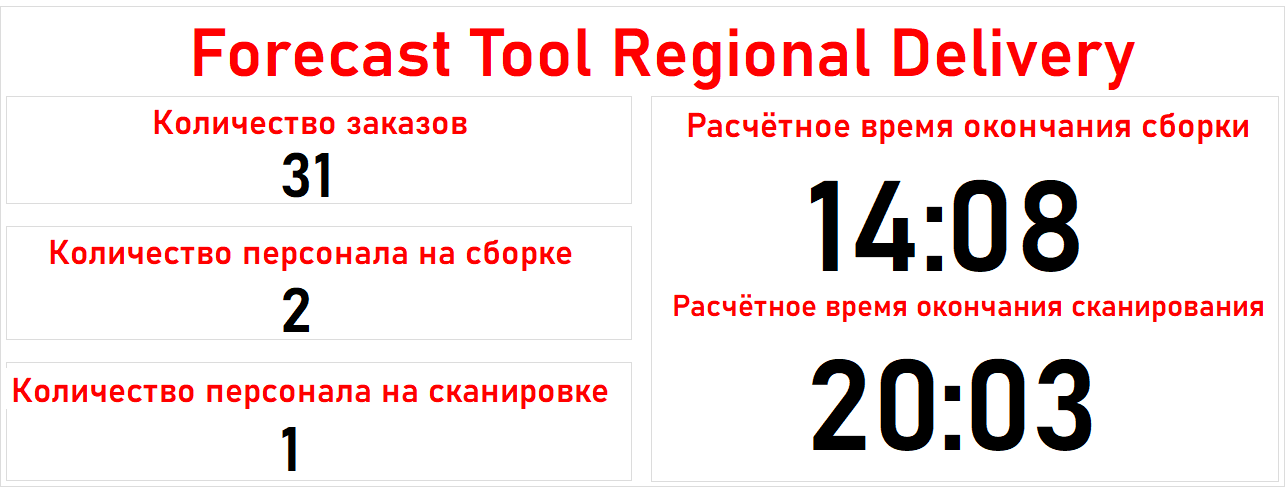 Forecast Tool Regional Delivery
Количество заказов
31
Количество персонала на сборке
2
Количество персонала на сканировке
1
Расчётное время окончания сборки
14:08
Расчётное время окончания сканирования
20:03